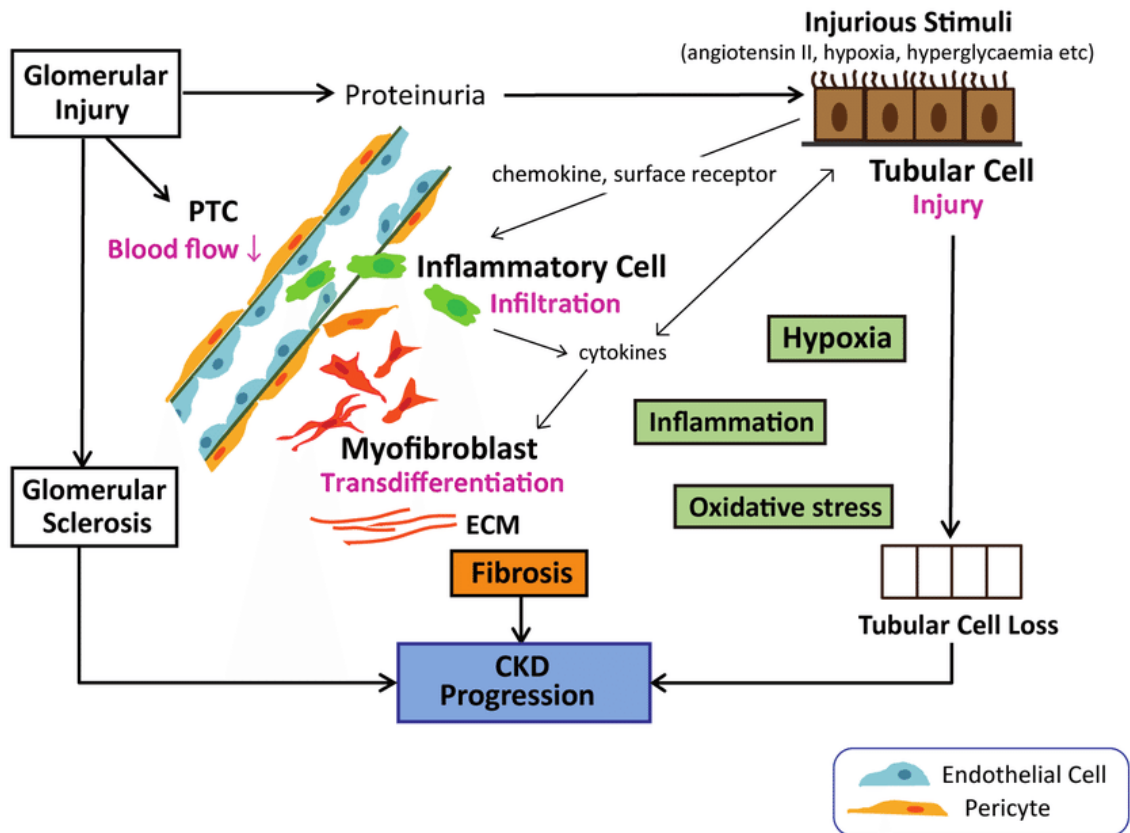 Injurious Stimuli
(angiotensin II, hypoxia, hyperglycaemia etc)
Glomerular
Injury
Proteinuria
chemokine, surface receptor
Tubular Cell
Injury
PTC
Blood flow ↓
Inflammatory Cell
Infiltration
cytokines
Hypoxia
Inflammation
Myofibroblast
Transdifferentiation
Oxidative stress
Glomerular
Sclerosis
ECM
Fibrosis
Tubular Cell Loss
CKD
Progression
Endothelial Cell
Pericyte